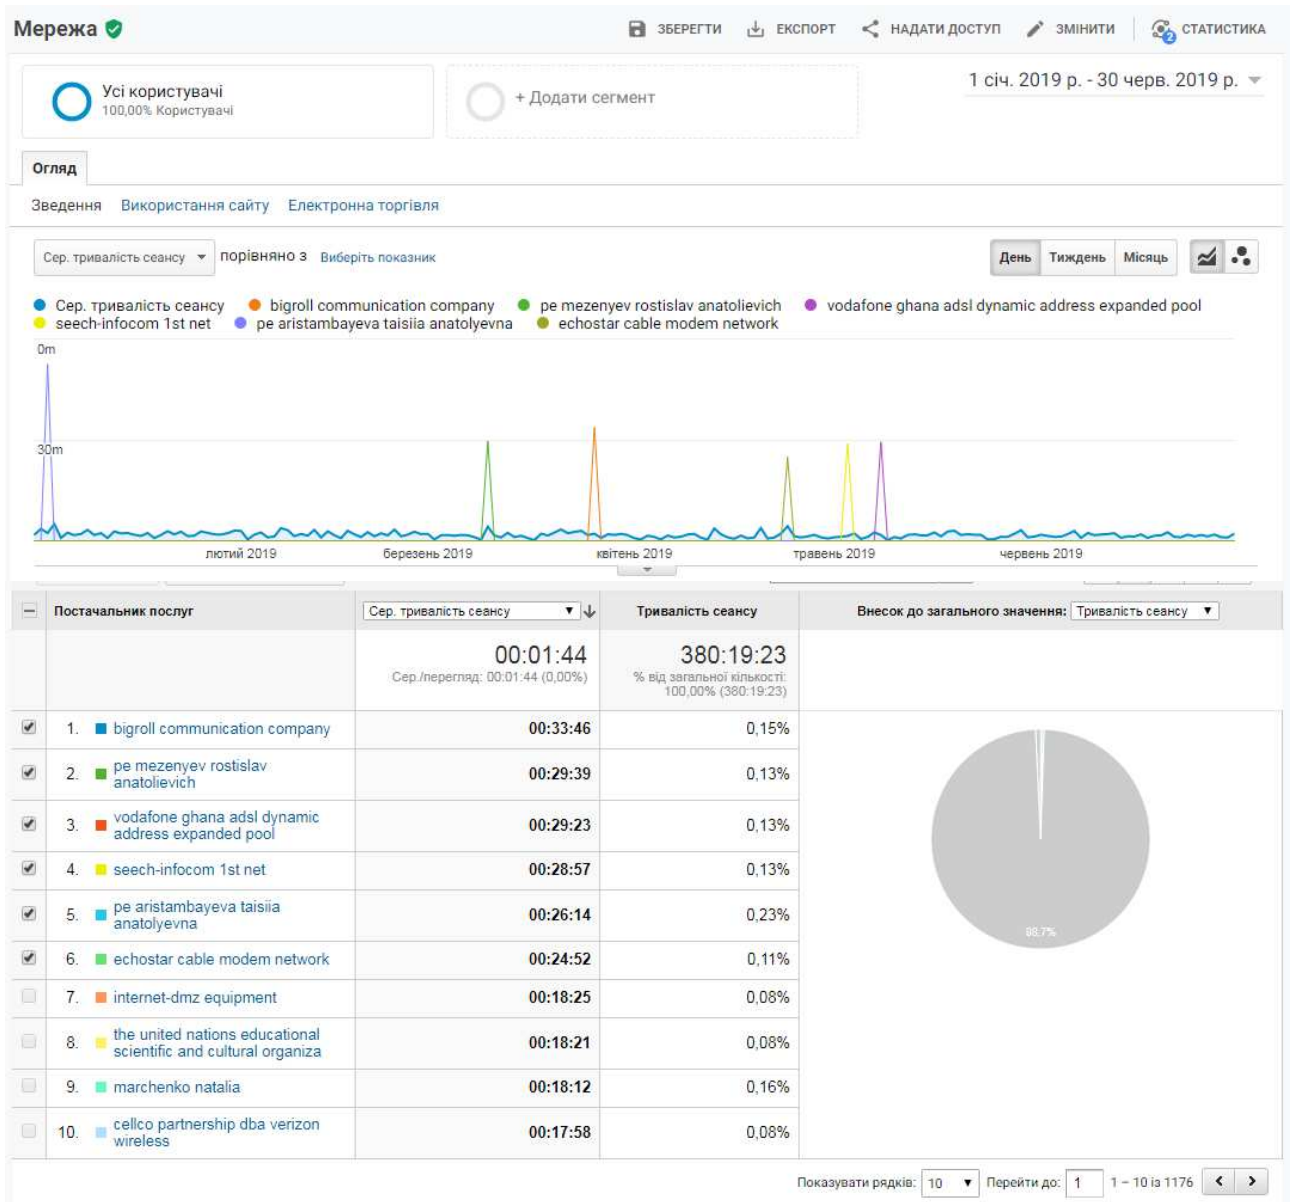 Мережа
ЗБЕРЕГТИ ЕКСПОРТ НАДАТИ ДОСТУП ЗМІНИТИ 2 СТАТИСТИКА
Усі користувачі
100,00% Користувачі
+ Додати сегмент
1 січ. 2019 р. - 30 черв. 2019 р.
Огляд
Зведення Використання сайту Електронна торгівля
Сер. тривалість сеансу порівняно з Виберіть показник
День Тиждень Місяць
Сер. тривалість сеансу bigroll communication company pe mezenyev rostislav anatolievich vodafone ghana adsl dynamic address expanded pool
seech-infocom 1st net pe aristambayeva taisiia anatolyevna echostar cable modem network
0m
30m
лютий 2019 березень 2019 квітень 2019 травень 2019 червень 2019
Постачальник послуг Сер. тривалість сеансу Тривалість сеансу Внесок до загального значення: Тривалість сеансу
00:01:44 380:19:23
Сер./перегляд: 00:01:44 (0,00%) % від загальної кількості:
100,00% (380:19:23)
1. bigroll communication company 00:33:46 0,15%
2. pe mezenyev rostislav
anatolievich 00:29:39 0,13%
3. vodafone ghana adsl dynamic
address expanded pool 00:29:23 0,13%
4. seech-infocom 1st net 00:28:57 0,13%
5. pe aristambayeva taisiia
anatolyevna 00:26:14 0,23%
6. echostar cable modem network 00:24:52 0,11%
7. internet-dmz equipment 00:18:25 0,08%
8. the united nations educational
scientific and cultural organiza 00:18:21 0,08%
9. marchenko natalia 00:18:12 0,16%
10. cellco partnership dba verizon
wireless 00:17:58 0,08%
Показувати рядків: 10 Перейти до: 1 1 – 10 із 1176